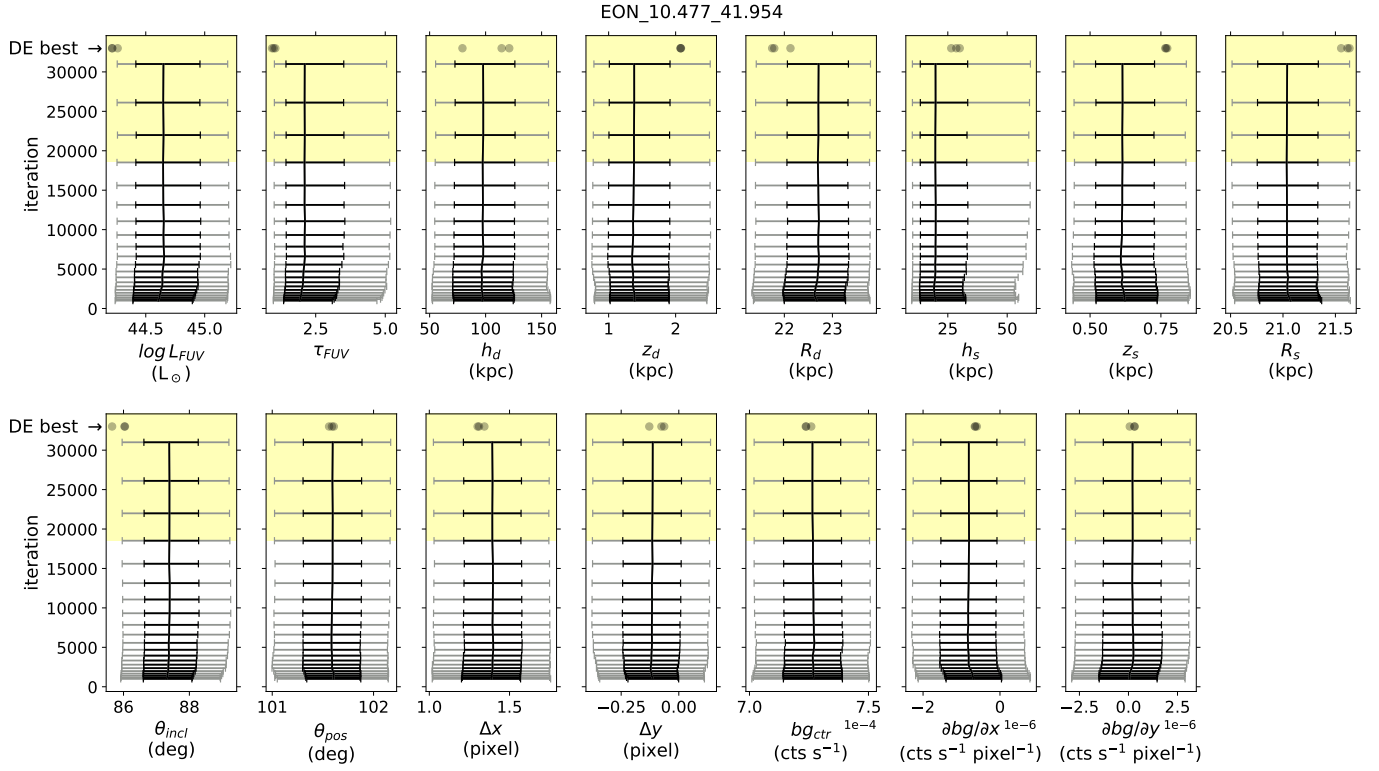 EON_10.477_41.954
DE best →
30000
25000
20000
15000
10000
5000
0
iteration
44.5 45.0
2.5 5.0
50 100 150
1 2
22 23
25 50
0.50 0.75
20.5 21.0 21.5
log L_FUV
(L_⊙)
τ_FUV
h_d
(kpc)
z_d
(kpc)
R_d
(kpc)
h_s
(kpc)
z_s
(kpc)
R_s
(kpc)
DE best →
30000
25000
20000
15000
10000
5000
0
iteration
86 88
101 102
1.0 1.5
−0.25 0.00
7.0 7.5
−2 0
−2.5 0.0 2.5
θ_incl
(deg)
θ_pos
(deg)
Δx
(pixel)
Δy
(pixel)
bg_ctr 1e−4
(cts s⁻¹)
∂bg/∂x 1e−6
(cts s⁻¹ pixel⁻¹)
∂bg/∂y 1e−6
(cts s⁻¹ pixel⁻¹)